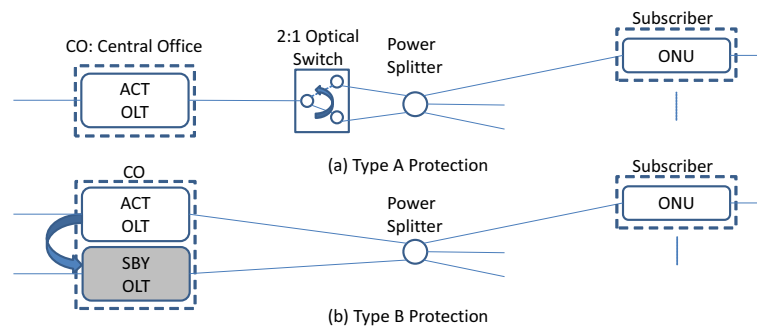 CO: Central Office
2:1 Optical
Switch
Power
Splitter
Subscriber
ACT
OLT
ONU
(a) Type A Protection
CO
Subscriber
ACT
OLT
Power
Splitter
ONU
SBY
OLT
(b) Type B Protection